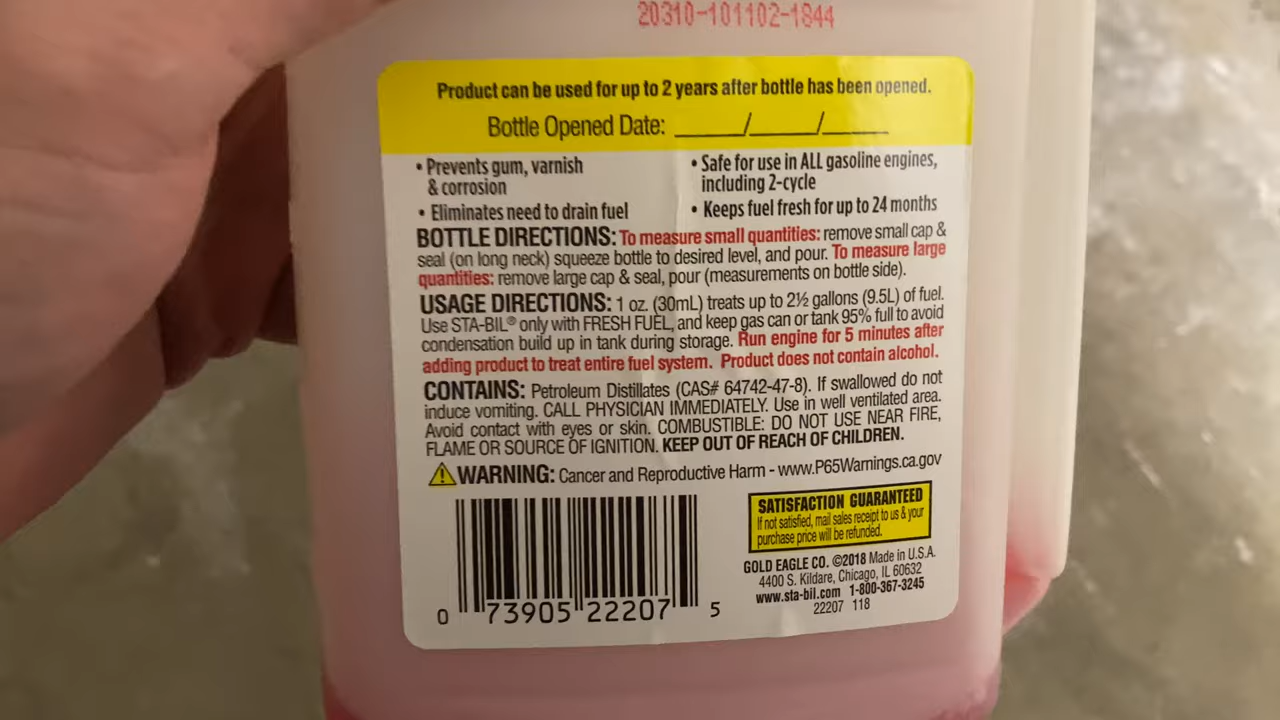 20310-101102-1844
Product can be used for up to 2 years after bottle has been opened.
Bottle Opened Date: ______/______/______
• Prevents gum, varnish
& corrosion
• Eliminates need to drain fuel
• Safe for use in ALL gasoline engines,
including 2-cycle
• Keeps fuel fresh for up to 24 months
BOTTLE DIRECTIONS: To measure small quantities: remove small cap &
seal (on long neck) squeeze bottle to desired level, and pour. To measure large
quantities: remove large cap & seal, pour (measurements on bottle side).
USAGE DIRECTIONS: 1 oz. (30mL) treats up to 2½ gallons (9.5L) of fuel.
Use STA-BIL® only with FRESH FUEL, and keep gas can or tank 95% full to avoid
condensation build up in tank during storage. Run engine for 5 minutes after
adding product to treat entire fuel system. Product does not contain alcohol.
CONTAINS: Petroleum Distillates (CAS# 64742-47-8). If swallowed do not
induce vomiting. CALL PHYSICIAN IMMEDIATELY. Use in well ventilated area.
Avoid contact with eyes or skin. COMBUSTIBLE: DO NOT USE NEAR FIRE,
FLAME OR SOURCE OF IGNITION. KEEP OUT OF REACH OF CHILDREN.
WARNING: Cancer and Reproductive Harm - www.P65Warnings.ca.gov
0 73905 22207 5
SATISFACTION GUARANTEED
If not satisfied, mail sales receipt to us & your
purchase price will be refunded.
GOLD EAGLE CO. ©2018 Made in U.S.A.
4400 S. Kildare, Chicago, IL 60632
www.sta-bil.com 1-800-367-3245
22207 118